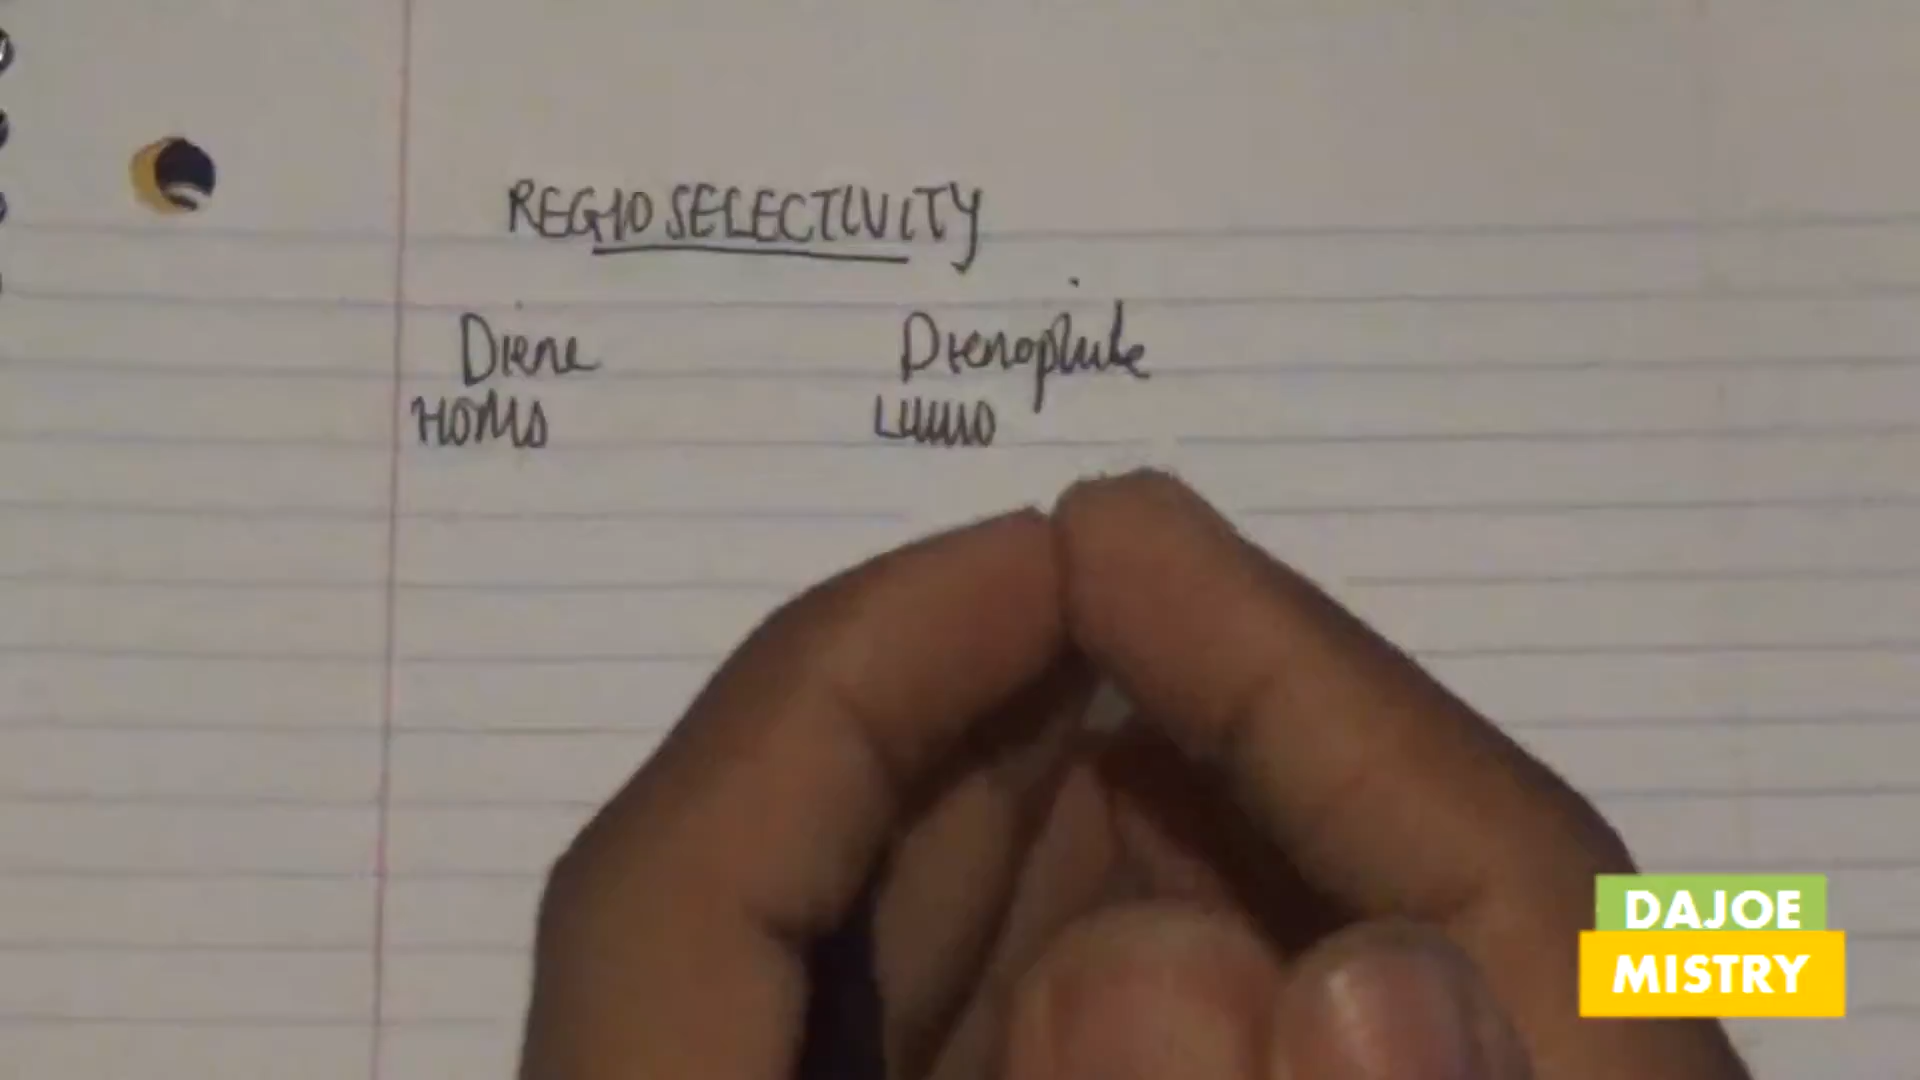 REGIOSELECTIVITY
Diene Dienophile
HOMO LUMO
DAJOE
MISTRY